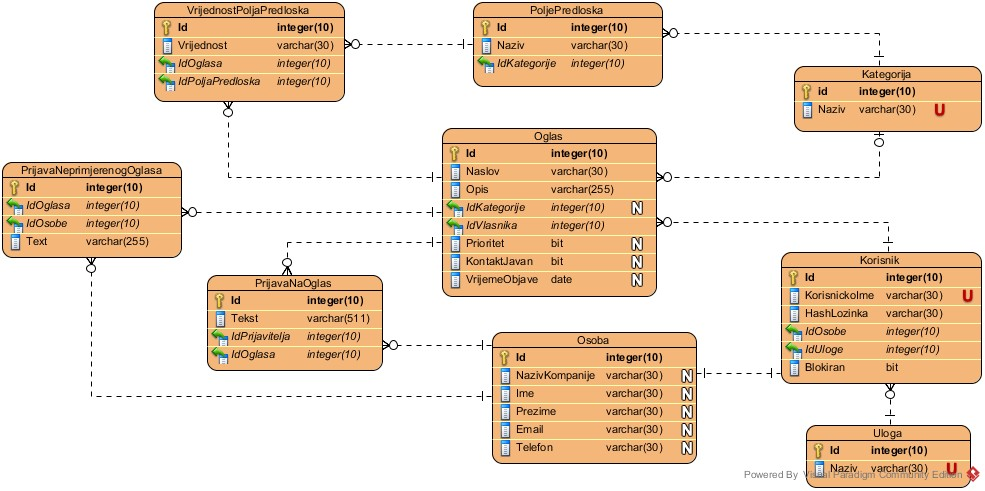 VrijednostPoljaPredloska
Id integer(10)
Vrijednost varchar(30)
IdOglasa integer(10)
IdPoljaPredloska integer(10)
PoljePredloska
Id integer(10)
Naziv varchar(30)
IdKategorije integer(10)
Kategorija
id integer(10)
Naziv varchar(30) U
Oglas
Id integer(10)
Naslov varchar(30)
Opis varchar(255)
IdKategorije integer(10) N
IdVlasnika integer(10)
Prioritet bit N
KontaktJavan bit N
VrijemeObjave date N
PrijavaNeprimjerenogOglasa
Id integer(10)
IdOglasa integer(10)
IdOsobe integer(10)
Text varchar(255)
PrijavaNaOglas
Id integer(10)
Tekst varchar(511)
IdPrijavitelja integer(10)
IdOglasa integer(10)
Korisnik
Id integer(10)
KorisnickoIme varchar(30) U
HashLozinka varchar(30)
IdOsobe integer(10)
IdUloge integer(10)
Blokiran bit
Osoba
Id integer(10)
NazivKompanije varchar(30) N
Ime varchar(30) N
Prezime varchar(30) N
Email varchar(30) N
Telefon varchar(30) N
Uloga
Id integer(10)
Naziv varchar(30) U
Powered By Visual Paradigm Community Edition